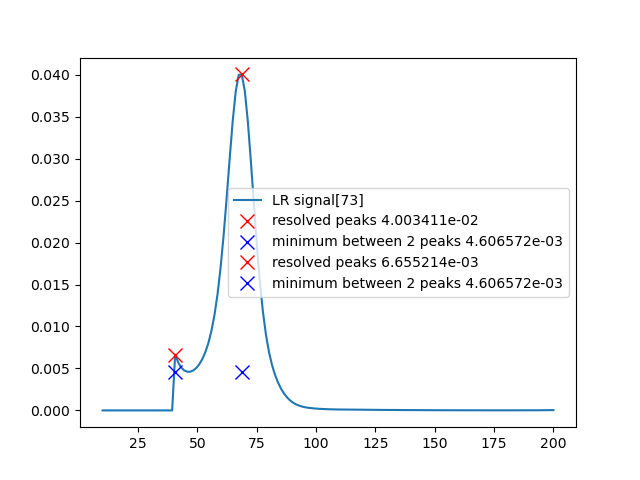 0.040
0.035
0.030
0.025
0.020
0.015
0.010
0.005
0.000
LR signal[73]
resolved peaks 4.003411e-02
minimum between 2 peaks 4.606572e-03
resolved peaks 6.655214e-03
minimum between 2 peaks 4.606572e-03
25 50 75 100 125 150 175 200